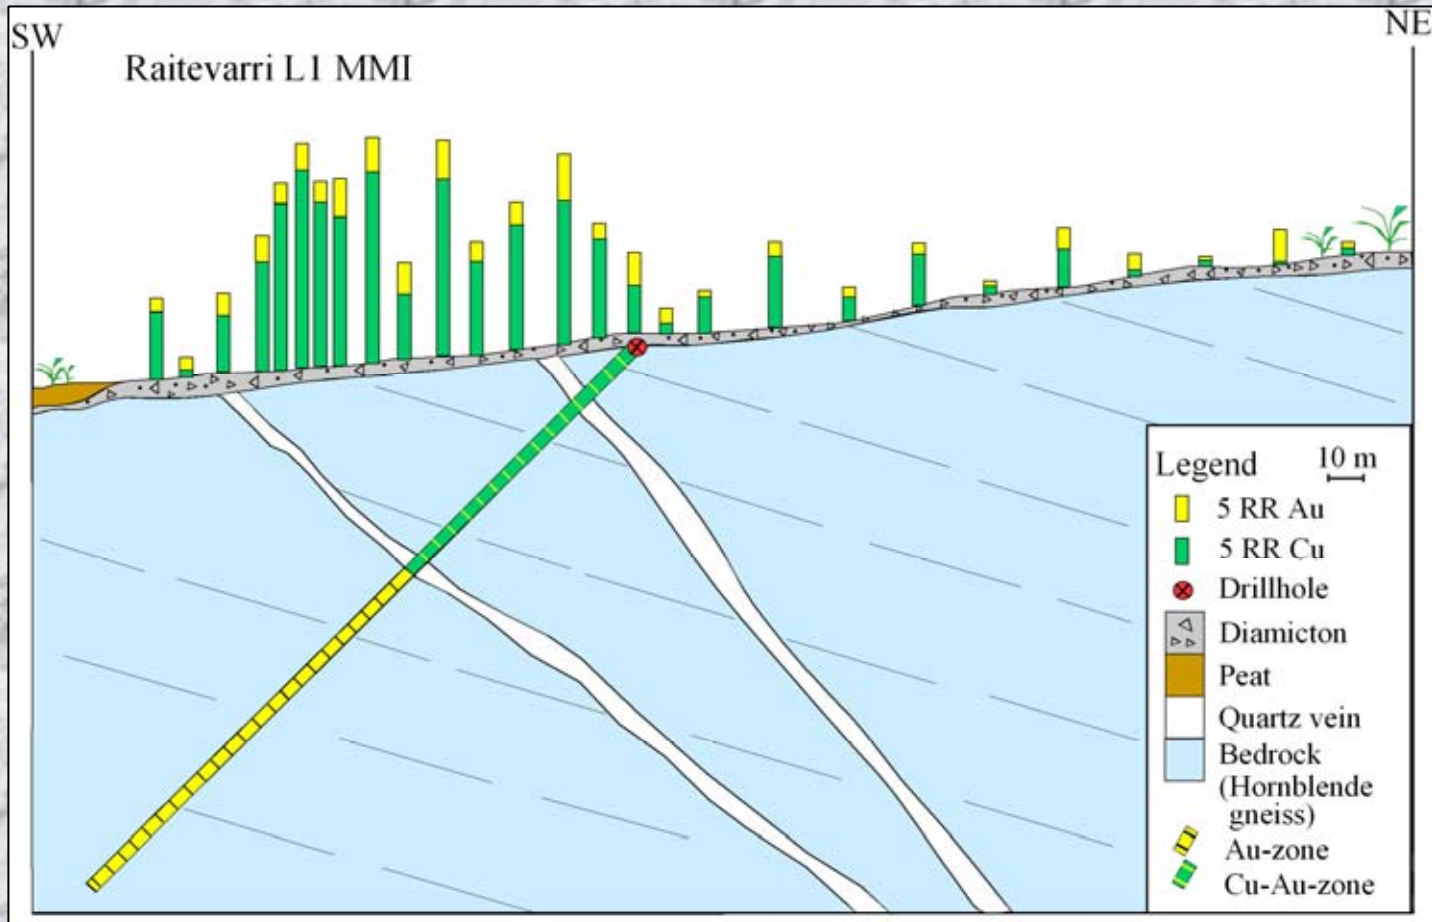 SW
NE
Raitevarri L1 MMI
Legend
10 m
5 RR Au
5 RR Cu
Drillhole
Diamicton
Peat
Quartz vein
Bedrock
(Hornblende
gneiss)
Au-zone
Cu-Au-zone